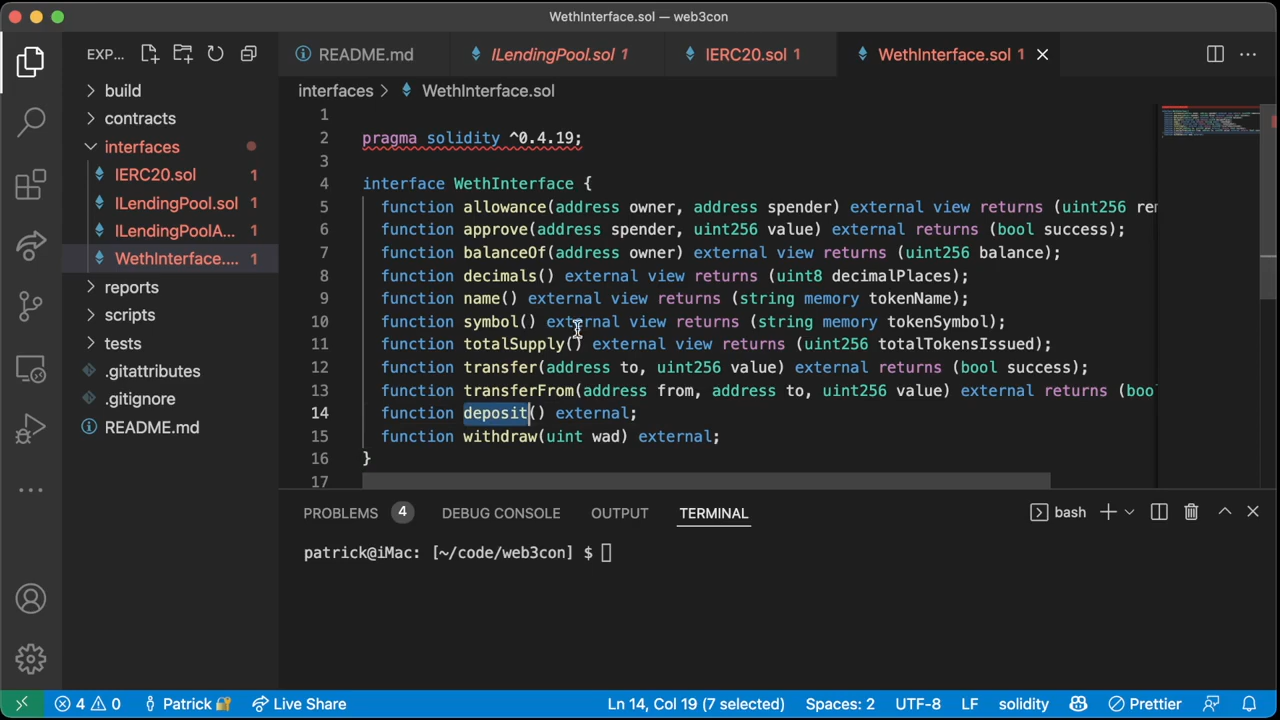 WethInterface.sol — web3con
EXP...
README.md
ILendingPool.sol 1
IERC20.sol 1
WethInterface.sol 1
build
contracts
interfaces
IERC20.sol 1
ILendingPool.sol 1
ILendingPoolA... 1
WethInterface.... 1
reports
scripts
tests
.gitattributes
.gitignore
README.md
interfaces > WethInterface.sol
1
2 pragma solidity ^0.4.19;
3
4 interface WethInterface {
5 function allowance(address owner, address spender) external view returns (uint256 rem
6 function approve(address spender, uint256 value) external returns (bool success);
7 function balanceOf(address owner) external view returns (uint256 balance);
8 function decimals() external view returns (uint8 decimalPlaces);
9 function name() external view returns (string memory tokenName);
10 function symbol() external view returns (string memory tokenSymbol);
11 function totalSupply() external view returns (uint256 totalTokensIssued);
12 function transfer(address to, uint256 value) external returns (bool success);
13 function transferFrom(address from, address to, uint256 value) external returns (boo
14 function deposit() external;
15 function withdraw(uint wad) external;
16 }
17
PROBLEMS 4 DEBUG CONSOLE OUTPUT TERMINAL
bash
patrick@iMac: [~/code/web3con] $
4 0 Patrick🔐 Live Share
Ln 14, Col 19 (7 selected) Spaces: 2 UTF-8 LF solidity Prettier